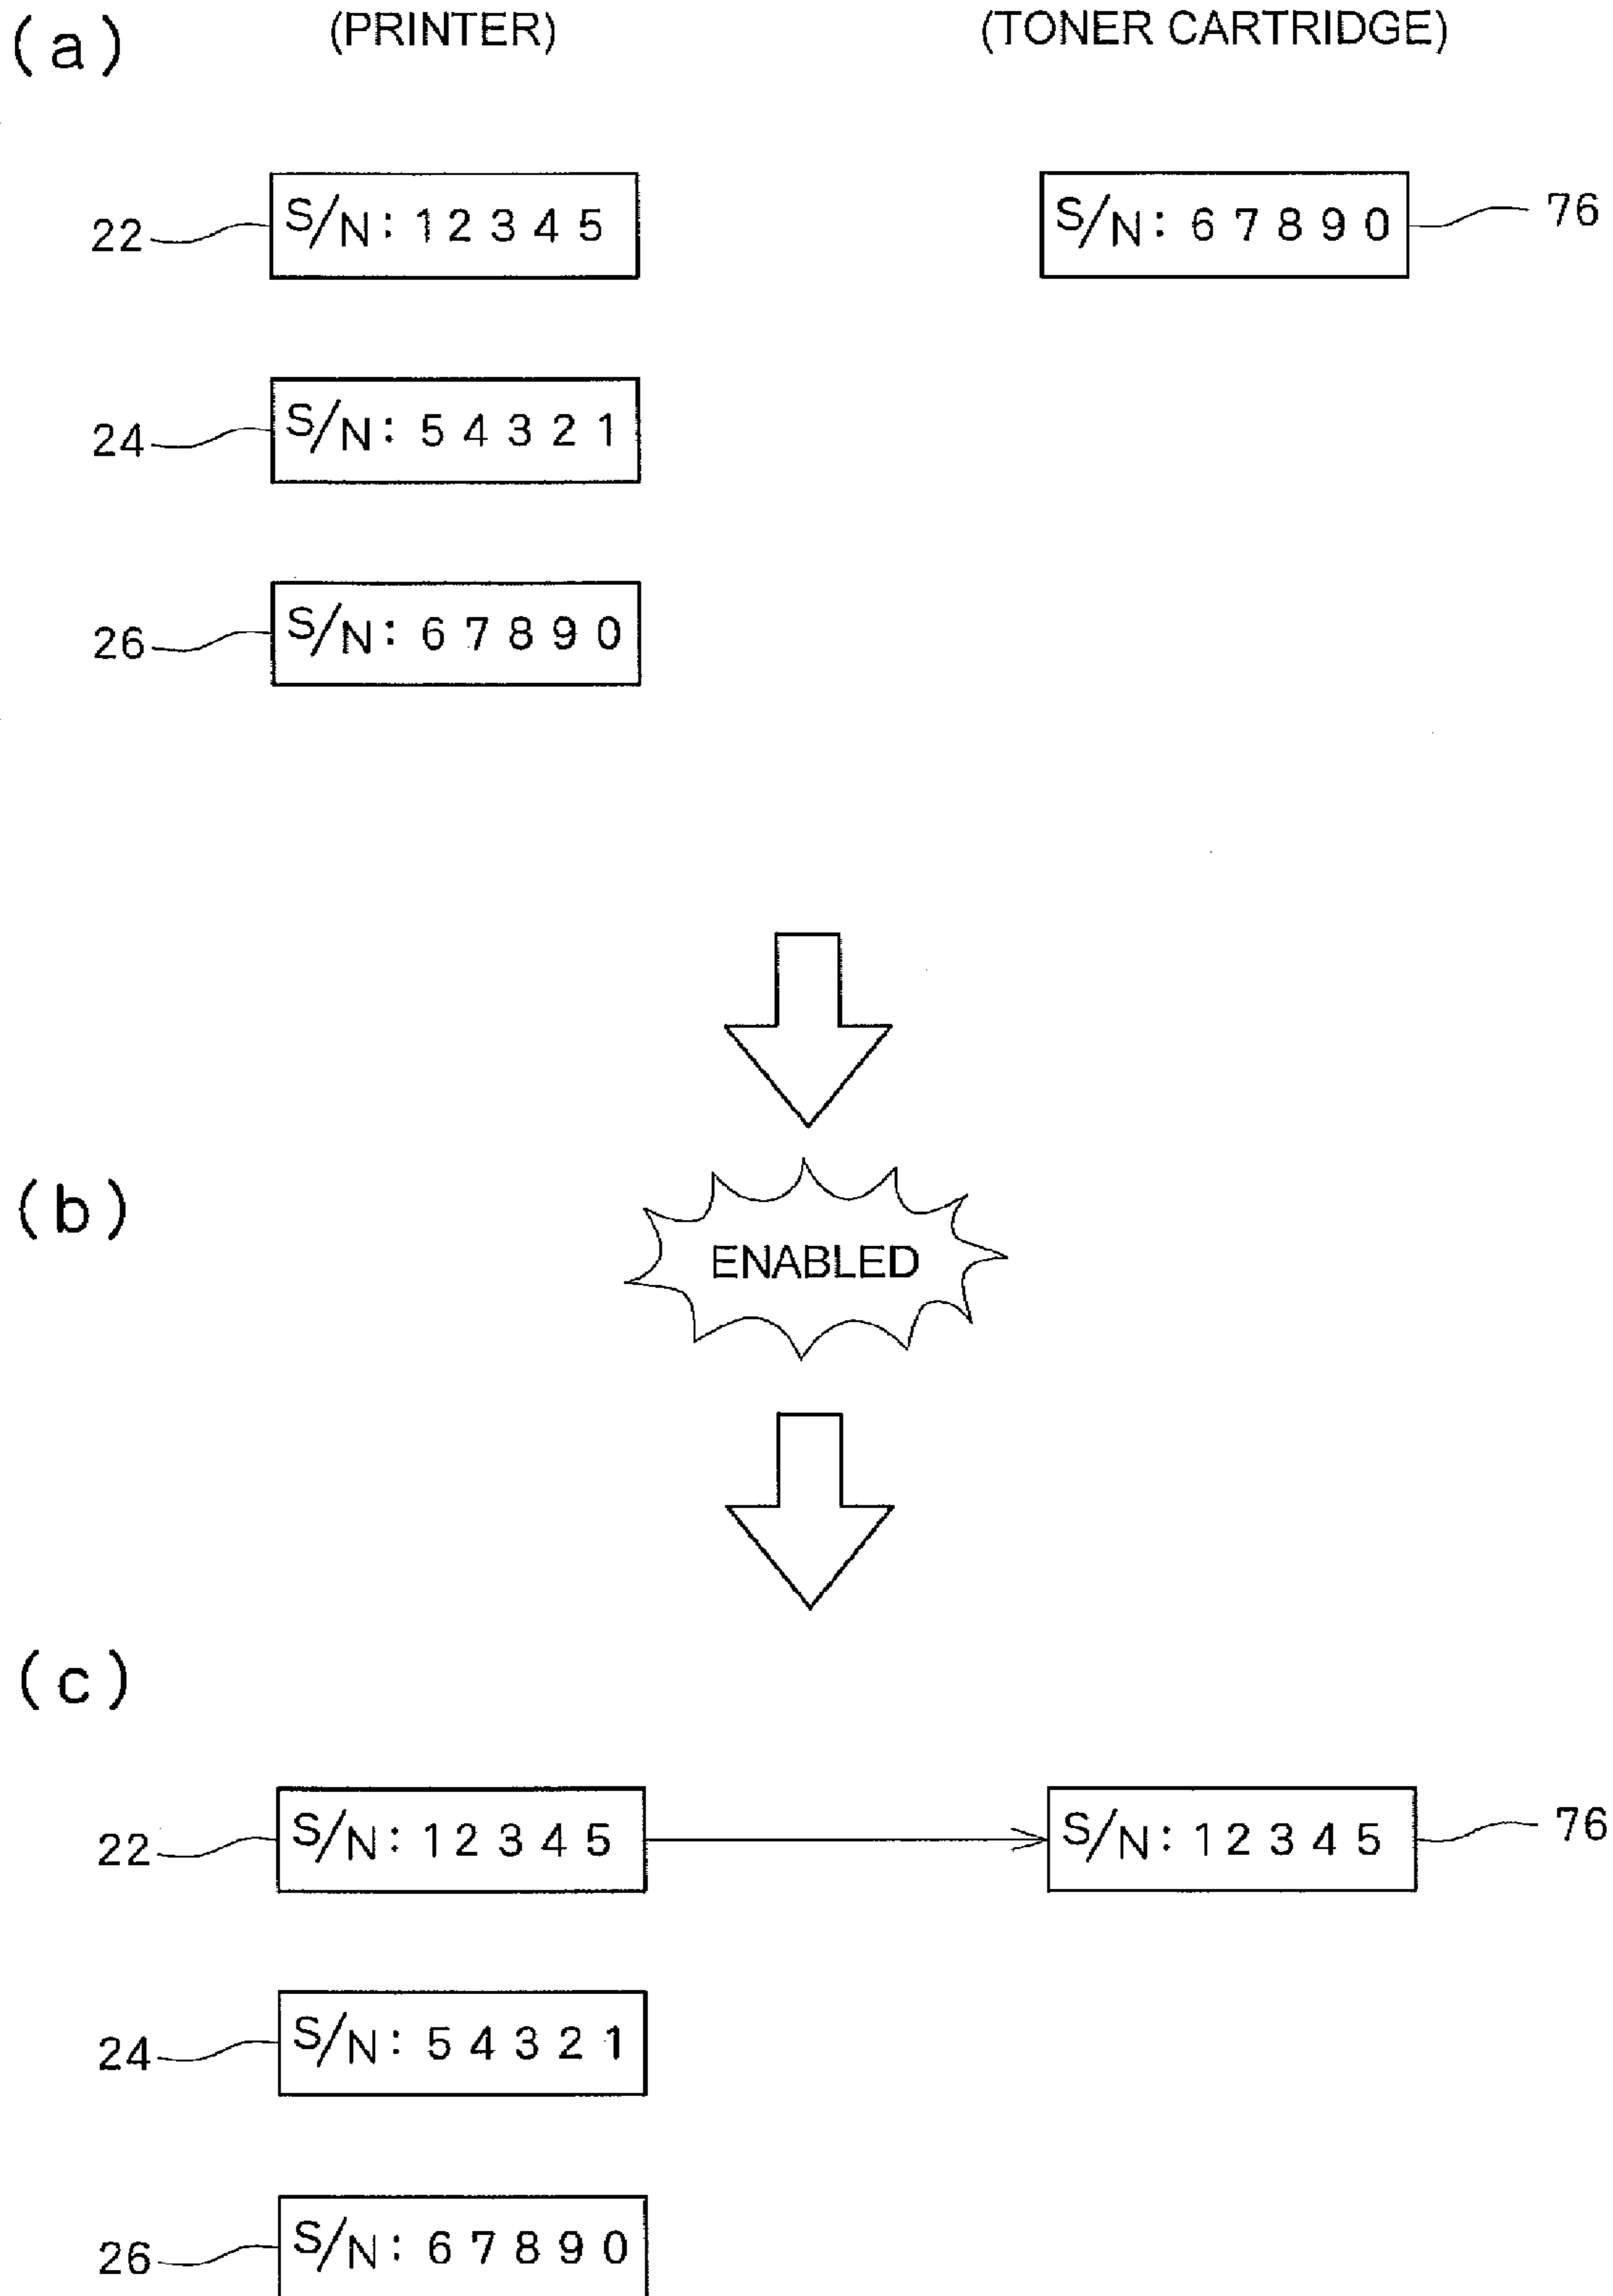 (a) (PRINTER) (TONER CARTRIDGE)
22 S/N: 1 2 3 4 5 S/N: 6 7 8 9 0 76
24 S/N: 5 4 3 2 1
26 S/N: 6 7 8 9 0
(b) ENABLED
(c)
22 S/N: 1 2 3 4 5 S/N: 1 2 3 4 5 76
24 S/N: 5 4 3 2 1
26 S/N: 6 7 8 9 0